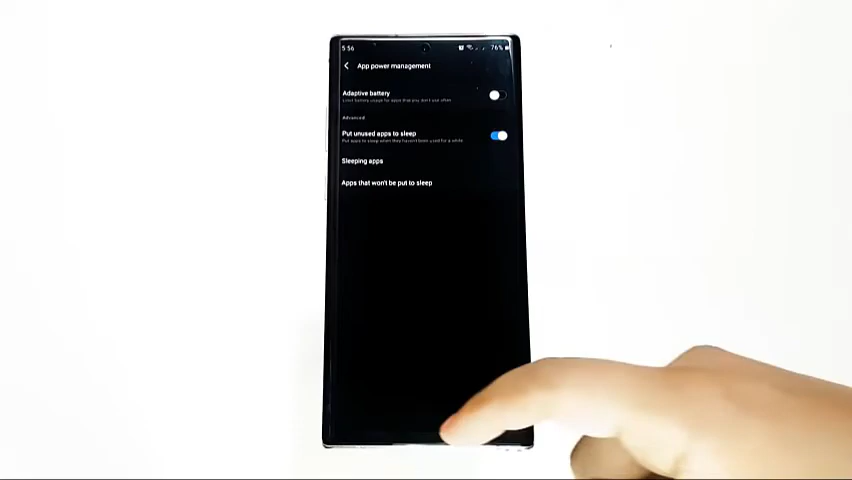 5:56
76%
App power management
Adaptive battery
Limit battery usage for apps that you don't use often.
Advanced
Put unused apps to sleep
Put apps to sleep when they haven't been used for a while.
Sleeping apps
Apps that won't be put to sleep